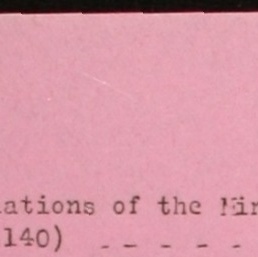 ations of the
140) - - - - -